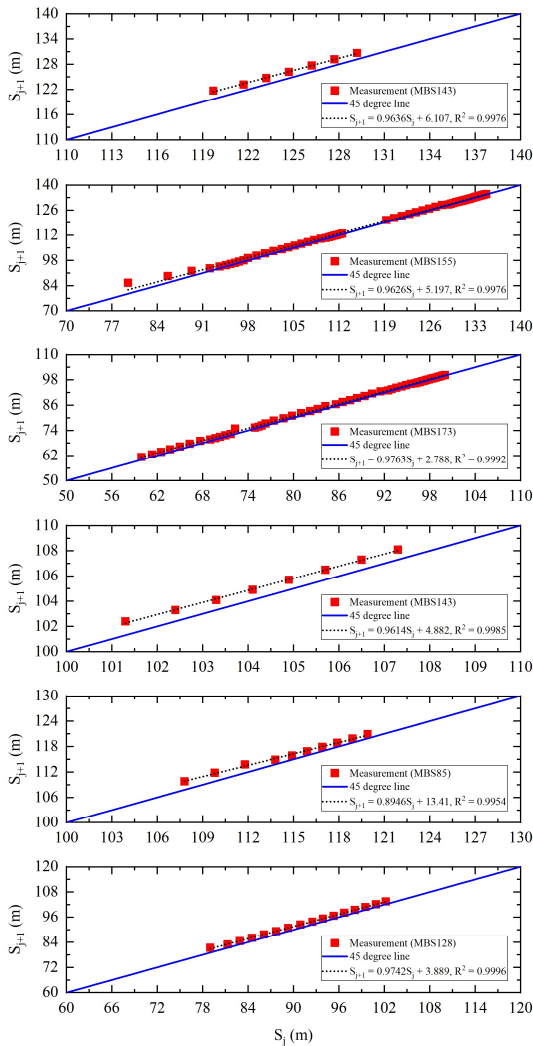 140
134
128
122
116
110
S_{j+1} (m)
Measurement (MBS143)
45 degree line
S_{j+1} = 0.9636S_j + 6.107, R^2 = 0.9976
110 113 116 119 122 125 128 131 134 137 140
140
126
112
98
84
70
S_{j+1} (m)
Measurement (MBS155)
45 degree line
S_{j+1} = 0.9626S_j + 5.197, R^2 = 0.9976
70 77 84 91 98 105 112 119 126 133 140
110
98
86
74
62
50
S_{j+1} (m)
Measurement (MBS173)
45 degree line
S_{j+1} − 0.9763S_j + 2.788, R^2 − 0.9992
50 56 62 68 74 80 86 92 98 104 110
110
108
106
104
102
100
S_{j+1} (m)
Measurement (MBS143)
45 degree line
S_{j+1} = 0.9614S_j + 4.882, R^2 = 0.9985
100 101 102 103 104 105 106 107 108 109 110
130
124
118
112
106
100
S_{j+1} (m)
Measurement (MBS85)
45 degree line
S_{j+1} = 0.8946S_j + 13.41, R^2 = 0.9954
100 103 106 109 112 115 118 121 124 127 130
120
108
96
84
72
60
S_{j+1} (m)
Measurement (MBS128)
45 degree line
S_{j+1} = 0.9742S_j + 3.889, R^2 = 0.9996
60 66 72 78 84 90 96 102 108 114 120
S_j (m)